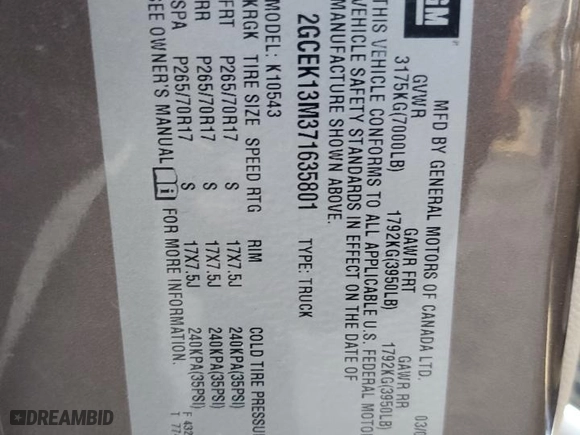 GM
MFD BY GENERAL MOTORS OF CANADA LTD. 03/0
GVWR GAWR FRT GAWR RR
3175KG(7000LB) 1792KG(3950LB) 1792KG(3950LB)
THIS VEHICLE CONFORMS TO ALL APPLICABLE U.S. FEDERAL MOTO
VEHICLE SAFETY STANDARDS IN EFFECT ON THE DATE OF
MANUFACTURE SHOWN ABOVE.
2GCEK13M371635801 TYPE: TRUCK
MODEL: K10543
KRGK TIRE SIZE SPEED RTG RIM COLD TIRE PRESSU
FRT P265/70R17 S 17X7.5J 240KPA(35PSI)
RR P265/70R17 S 17X7.5J 240KPA(35PSI)
SPA P265/70R17 S 17X7.5J 240KPA(35PSI)
SEE OWNER'S MANUAL i FOR MORE INFORMATION.
F 432
T 77
DREAMBID